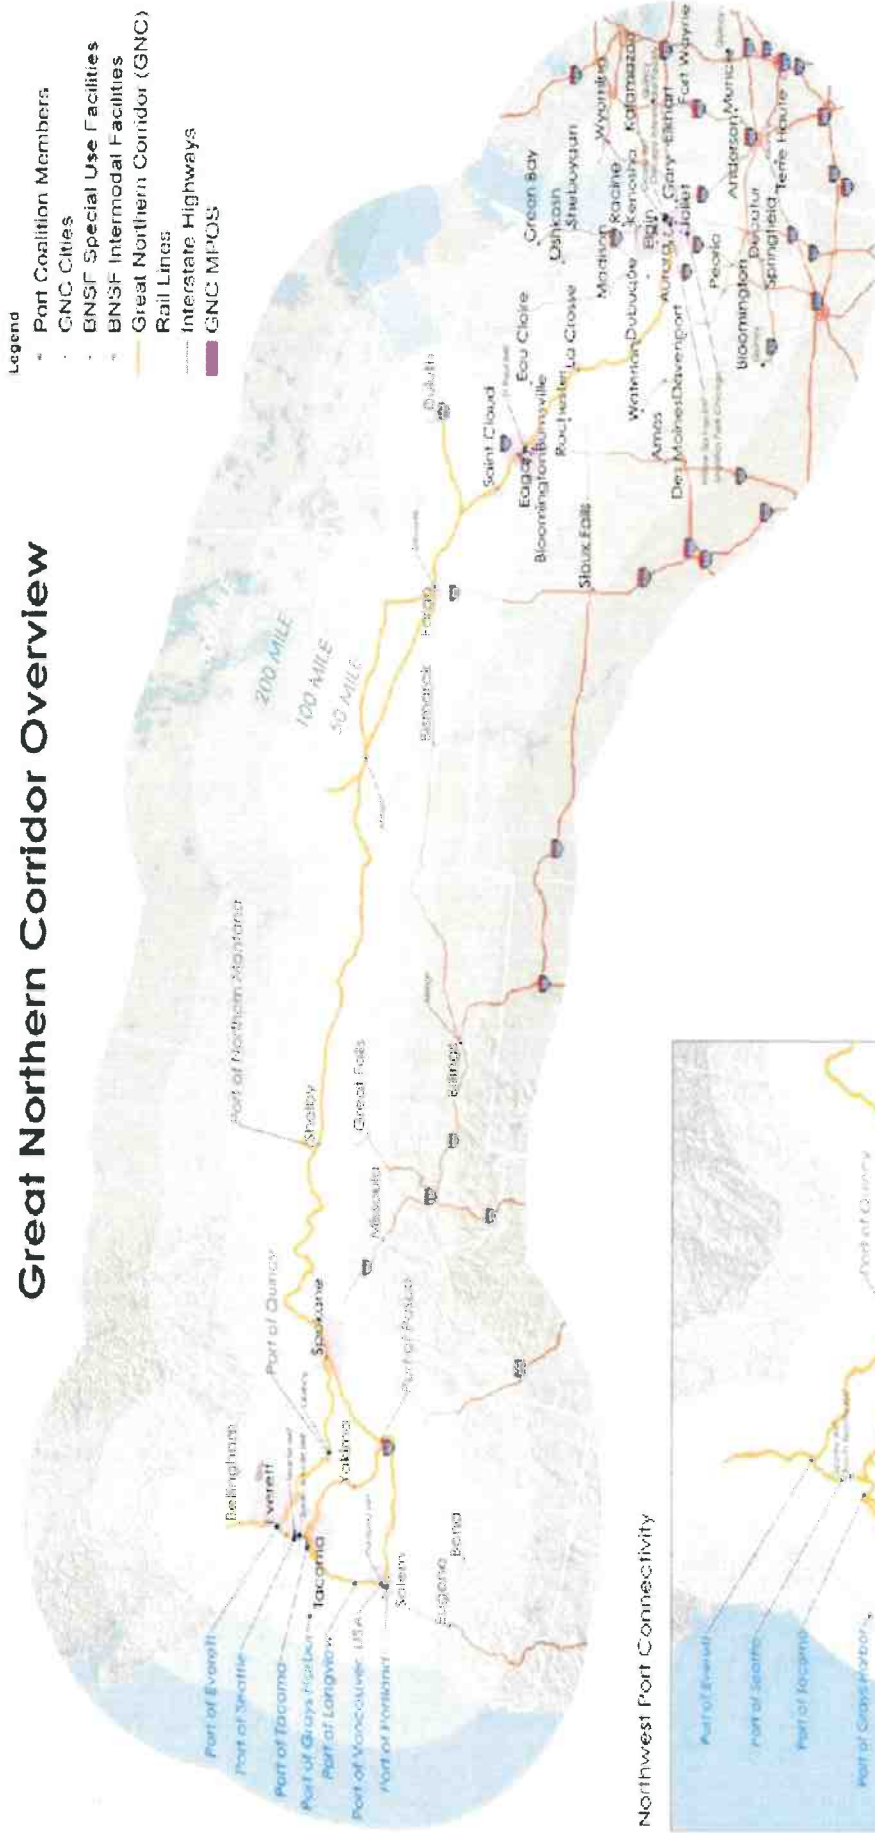 Great Northern Corridor Overview
Legend
Port Coalition Members
GNC Cities
BNSF Special Use Facilities
BNSF Intermodal Facilities
Great Northern Corridor (GNC)
Rail Lines
Interstate Highways
GNC MPOS
200 MILE
100 MILE
50 MILE
Port of Northern Montana
Shelby
Great Falls
Missoula
Billings
Bismarck
Fargo
Duluth
Saint Cloud
Eagan
Bloomington
Burnsville
Eau Claire
Rochester
La Crosse
Sioux Falls
Green Bay
Oshkosh
Sheboygan
Madison
Racine
Kenosha
Wyoming
Kalamazoo
Waterloo
Dubuque
Elgin
Aurora
Gary
Elkhart
Fort Wayne
Joliet
Ames
Des Moines
Davenport
Peoria
Bloomington
Decatur
Springfield
Anderson
Muncie
Terre Haute
Bellingham
Everett
Port of Quincy
Spokane
Yakima
Port of Pasco
Tacoma
Salem
Eugene
Bend
Port of Everett
Port of Seattle
Port of Tacoma
Port of Grays Harbor
Port of Longview
Port of Vancouver USA
Port of Portland
Northwest Port Connectivity
Port of Everett
Port of Seattle
Port of Tacoma
Port of Grays Harbor
Port of Quincy